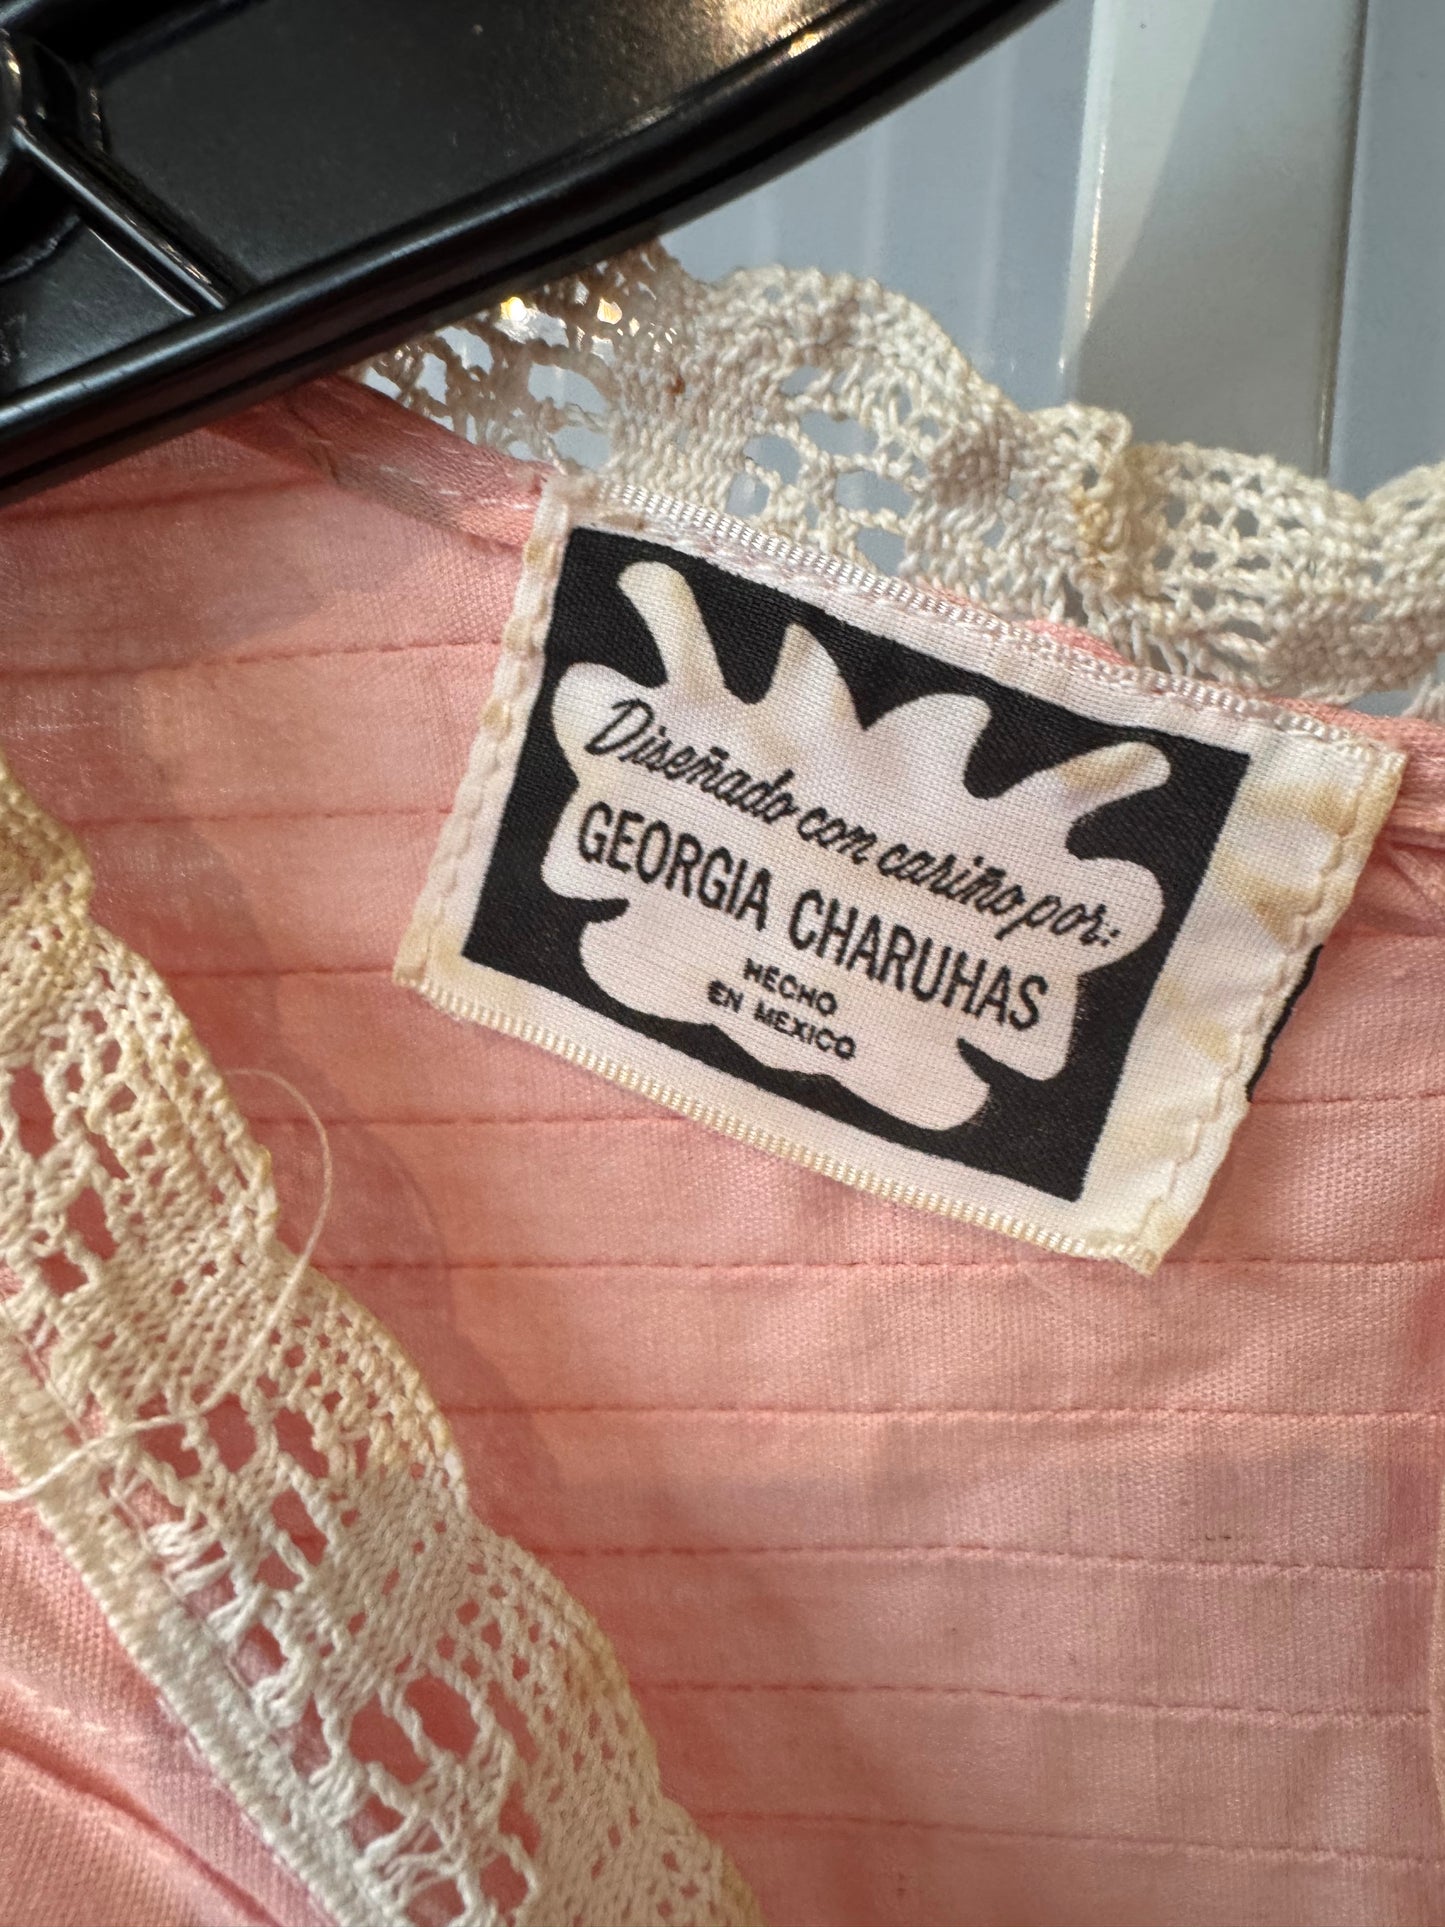 Diseñado con cariño por:
GEORGIA CHARUHAS
HECHO
EN MEXICO